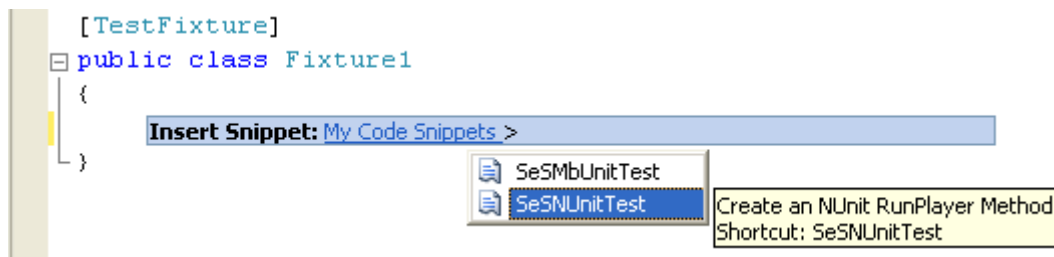 [TestFixture]
public class Fixture1
{
Insert Snippet: My Code Snippets >
}
SeSMbUnitTest
SeSNUnitTest
Create an NUnit RunPlayer Method
Shortcut: SeSNUnitTest